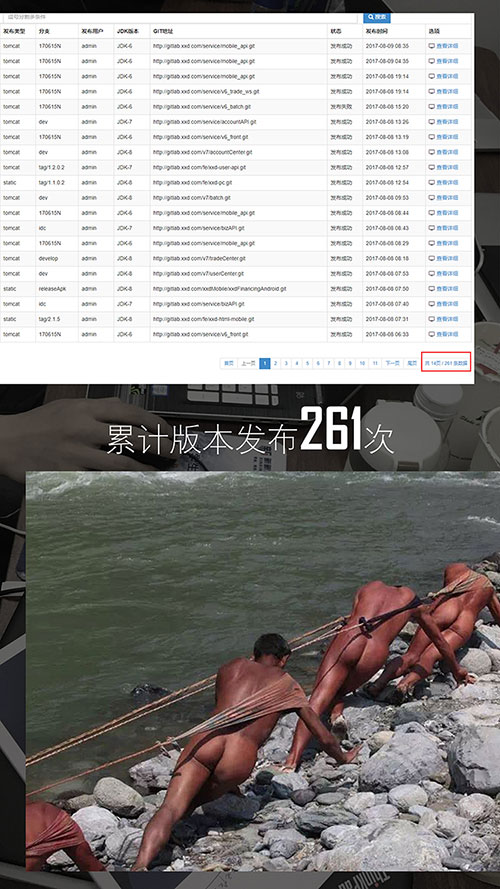 语句分割多条件 搜索
发布类型 分支 发布用户 JDK版本 GIT地址 状态 发布时间 选项
tomcat 170615N admin JDK-6 http://gitlab.xxd.com/service/mobile_api.git 发布成功 2017-08-09 08:35 查看详细
tomcat 170615N admin JDK-6 http://gitlab.xxd.com/service/mobile_api.git 发布成功 2017-08-09 04:35 查看详细
tomcat 170615N admin JDK-6 http://gitlab.xxd.com/service/mobile_api.git 发布成功 2017-08-08 19:14 查看详细
tomcat 170615N admin JDK-6 http://gitlab.xxd.com/service/v6_trade_ws.git 发布成功 2017-08-08 19:14 查看详细
tomcat 170615N admin JDK-6 http://gitlab.xxd.com/service/v6_batch.git 发布失败 2017-08-08 15:20 查看详细
tomcat dev admin JDK-7 http://gitlab.xxd.com/service/accountAPI.git 发布成功 2017-08-08 13:26 查看详细
tomcat 170615N admin JDK-6 http://gitlab.xxd.com/service/v6_front.git 发布成功 2017-08-08 13:19 查看详细
tomcat dev admin JDK-8 http://gitlab.xxd.com/v7/accountCenter.git 发布成功 2017-08-08 13:08 查看详细
tomcat tag/1.2.0.2 admin JDK-7 http://gitlab.xxd.com/fe/xxd-user-api.git 发布成功 2017-08-08 12:57 查看详细
static tag/1.1.0.2 admin JDK-8 http://gitlab.xxd.com/fe/xxd-pc.git 发布成功 2017-08-08 12:54 查看详细
tomcat dev admin JDK-8 http://gitlab.xxd.com/v7/batch.git 发布成功 2017-08-08 09:53 查看详细
tomcat 170615N admin JDK-6 http://gitlab.xxd.com/service/mobile_api.git 发布成功 2017-08-08 08:44 查看详细
tomcat idc admin JDK-7 http://gitlab.xxd.com/service/bizAPI.git 发布成功 2017-08-08 08:43 查看详细
tomcat 170615N admin JDK-6 http://gitlab.xxd.com/service/mobile_api.git 发布成功 2017-08-08 08:29 查看详细
tomcat develop admin JDK-8 http://gitlab.xxd.com/v7/tradeCenter.git 发布成功 2017-08-08 08:18 查看详细
tomcat dev admin JDK-8 http://gitlab.xxd.com/v7/userCenter.git 发布成功 2017-08-08 07:53 查看详细
static releaseApk admin JDK-8 http://gitlab.xxd.com/xxdMobile/xxdFinancingAndroid.git 发布成功 2017-08-08 07:50 查看详细
tomcat idc admin JDK-7 http://gitlab.xxd.com/service/bizAPI.git 发布成功 2017-08-08 07:40 查看详细
static tag/2.1.5 admin JDK-8 http://gitlab.xxd.com/fe/xxd-html-mobile.git 发布成功 2017-08-08 07:31 查看详细
tomcat 170615N admin JDK-6 http://gitlab.xxd.com/service/v6_front.git 发布成功 2017-08-08 06:33 查看详细
首页 上一页 1 2 3 4 5 6 7 8 9 10 11 下一页 尾页 共 14页 / 261 条数据
累计版本发布261次